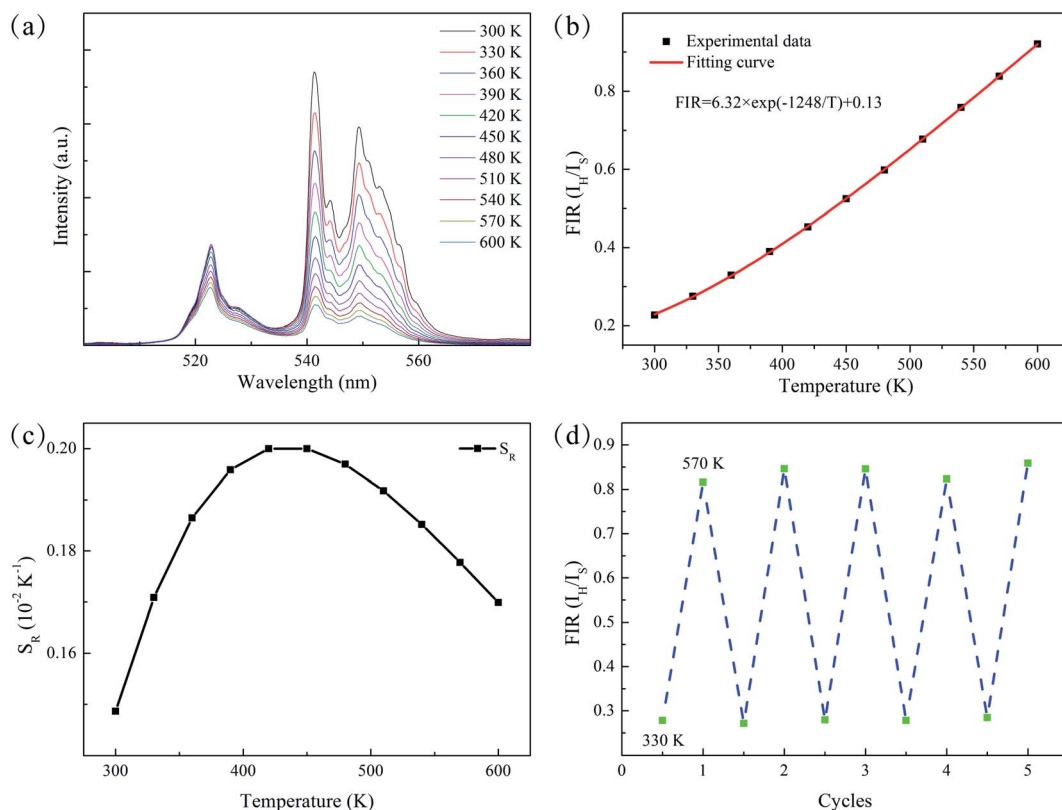 (a)
300 K
330 K
360 K
390 K
420 K
450 K
480 K
510 K
540 K
570 K
600 K
Intensity (a.u.)
520 540 560
Wavelength (nm)
(b)
Experimental data
Fitting curve
FIR=6.32×exp(-1248/T)+0.13
FIR (I_H/I_S)
0.8
0.6
0.4
0.2
300 350 400 450 500 550 600
Temperature (K)
(c)
S_R
S_R (10⁻² K⁻¹)
0.20
0.18
0.16
300 400 500 600
Temperature (K)
(d)
570 K
330 K
FIR (I_H/I_S)
0.9
0.8
0.7
0.6
0.5
0.4
0.3
0 1 2 3 4 5
Cycles